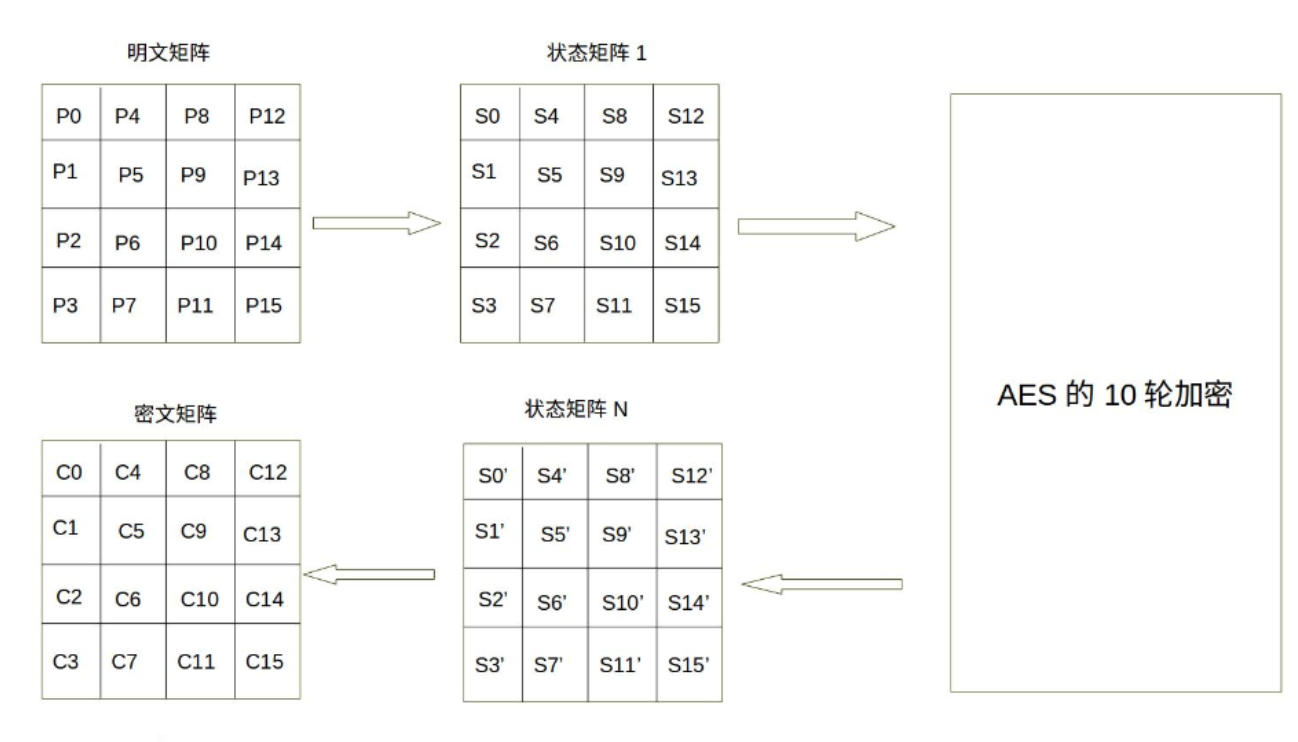 明文矩阵
状态矩阵 1
P0 P4 P8 P12
P1 P5 P9 P13
P2 P6 P10 P14
P3 P7 P11 P15
S0 S4 S8 S12
S1 S5 S9 S13
S2 S6 S10 S14
S3 S7 S11 S15
AES 的 10 轮加密
密文矩阵
状态矩阵 N
C0 C4 C8 C12
C1 C5 C9 C13
C2 C6 C10 C14
C3 C7 C11 C15
S0’ S4’ S8’ S12’
S1’ S5’ S9’ S13’
S2’ S6’ S10’ S14’
S3’ S7’ S11’ S15’